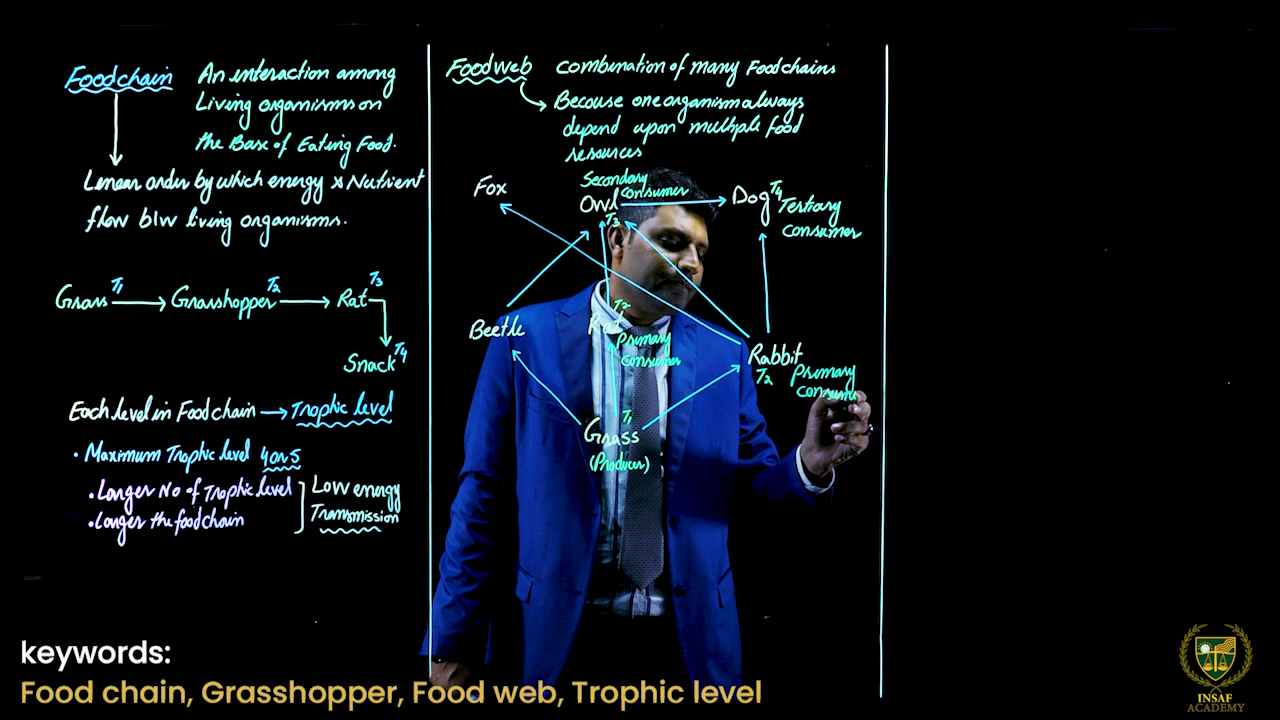 Foodchain An interaction among
Living organisms on
the Base of Eating Food.
Linear order by which energy & Nutrient
flow b/w living organisms.
Grass T1 → Grasshopper T2 → Rat T3
Snack T4
Each level in Foodchain → Trophic level
• Maximum Trophic level 4 or 5
• Longer No of Trophic level
• Longer the foodchain
Low energy
Transmission
Foodweb combination of many Foodchains
Becouse one organism always
depend upon multiple food
resources
Fox
Secondary
Consumer
Owl
T3
Dog T4
Tertiary
consumer
Beetle
T2
Rat
Primary
Consumer
Rabbit
T2 Primary
Consume
T1
Grass
(Producer)
keywords:
Food chain, Grasshopper, Food web, Trophic level
INSAF
ACADEMY